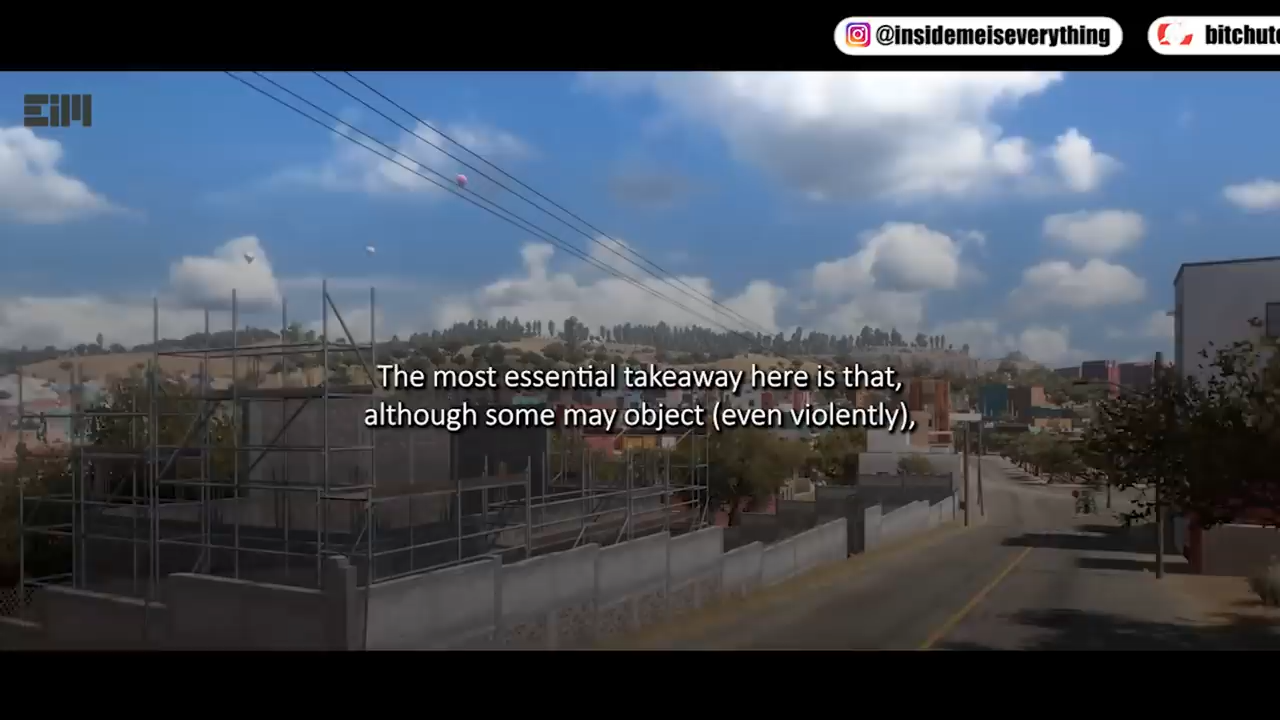 @insidemeiseverything
bitchute
EiM
The most essential takeaway here is that,
although some may object (even violently),